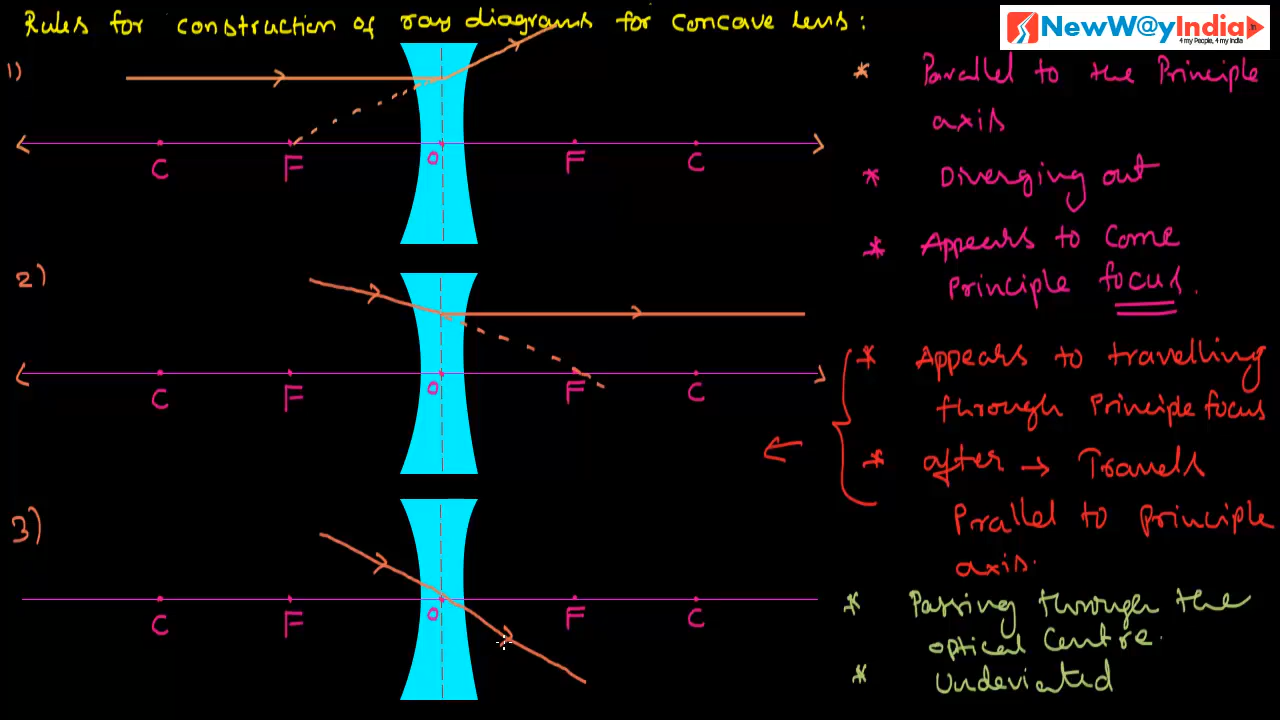 Rules for construction of ray diagrams for concave lens :
NewW@yIndia.in
4 my People, 4 my India
1)
C F O F C
* Parallel to the Principle
axis
* Diverging out
* Appears to Come
Principle focus.
2)
C F O F C
* Appears to travelling
through Principle focus
* after → Travells
Prallel to principle
axis.
3)
C F O F C
* Passing through the
optical Centre.
* Undeviated